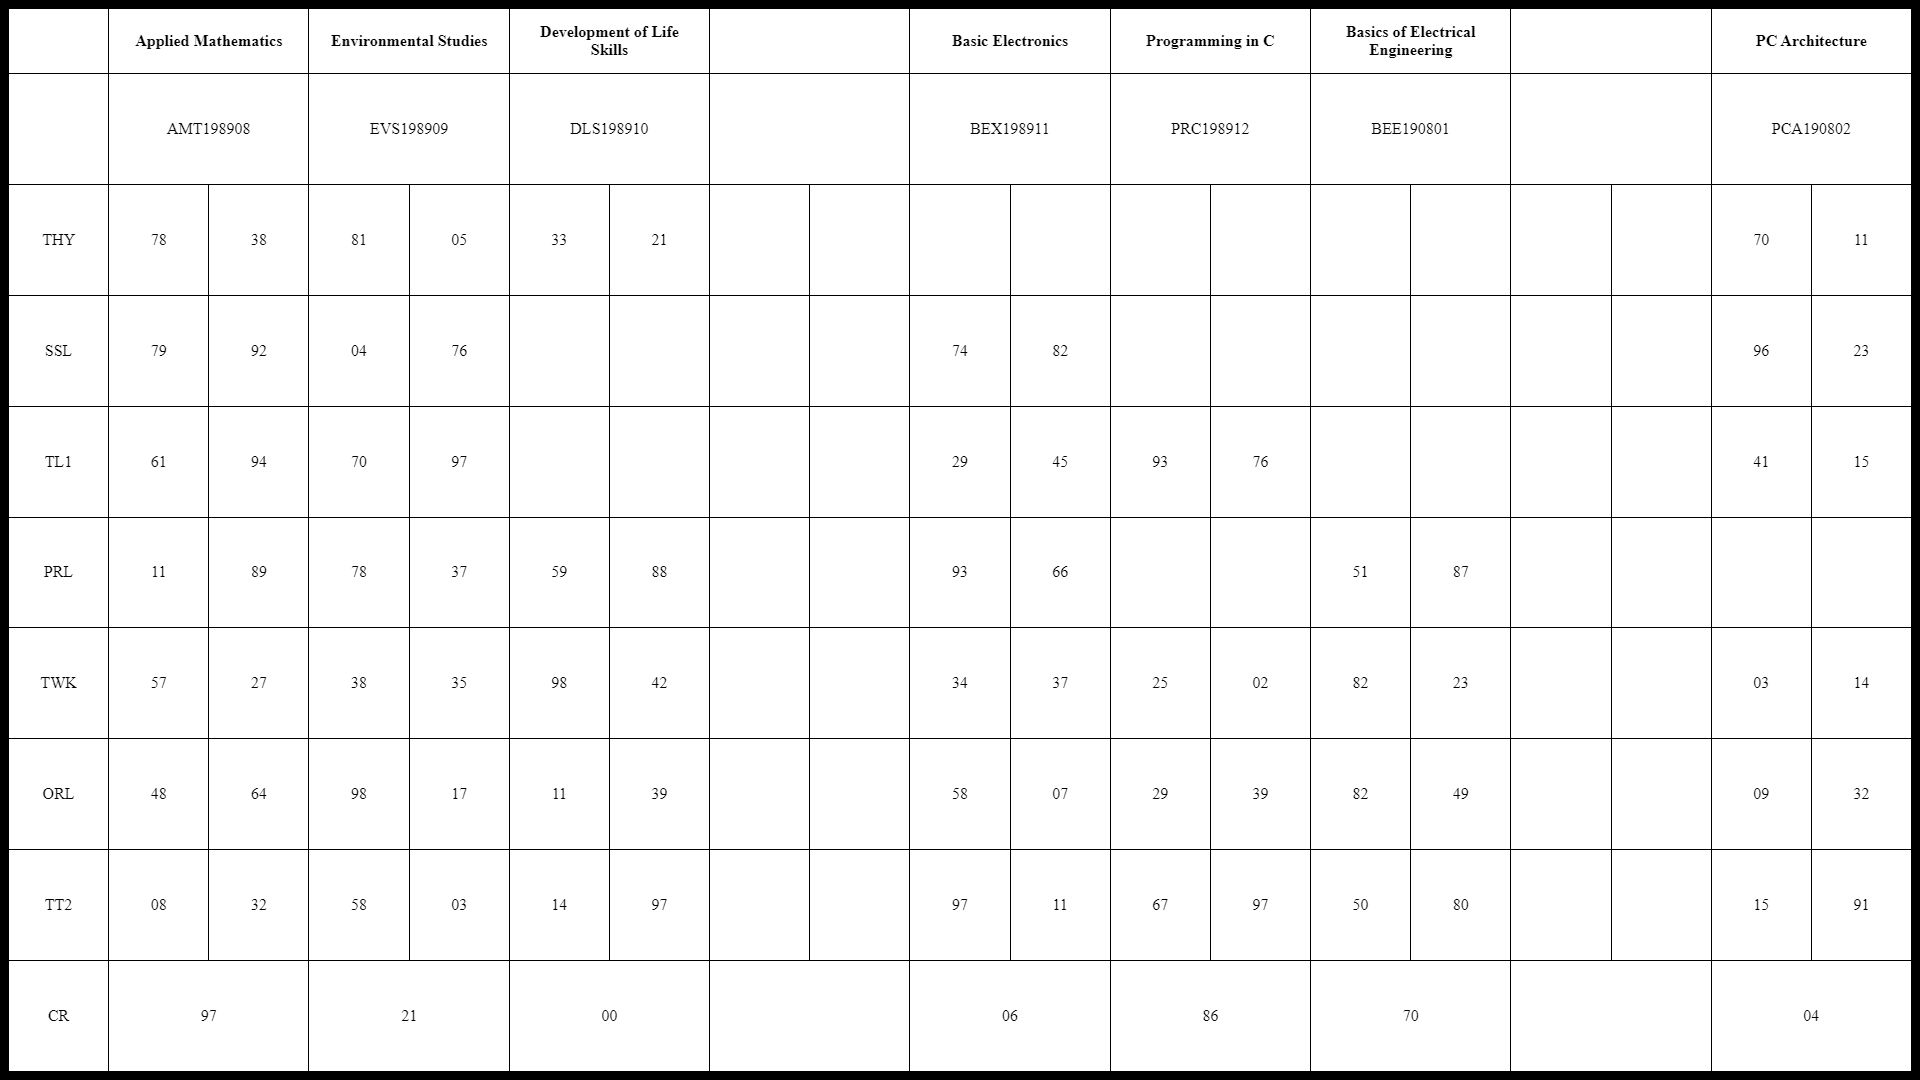 Applied Mathematics Environmental Studies Development of Life Skills Basic Electronics Programming in C Basics of Electrical Engineering PC Architecture
AMT198908 EVS198909 DLS198910 BEX198911 PRC198912 BEE190801 PCA190802
THY 78 38 81 05 33 21 70 11
SSL 79 92 04 76 74 82 96 23
TL1 61 94 70 97 29 45 93 76 41 15
PRL 11 89 78 37 59 88 93 66 51 87
TWK 57 27 38 35 98 42 34 37 25 02 82 23 03 14
ORL 48 64 98 17 11 39 58 07 29 39 82 49 09 32
TT2 08 32 58 03 14 97 97 11 67 97 50 80 15 91
CR 97 21 00 06 86 70 04